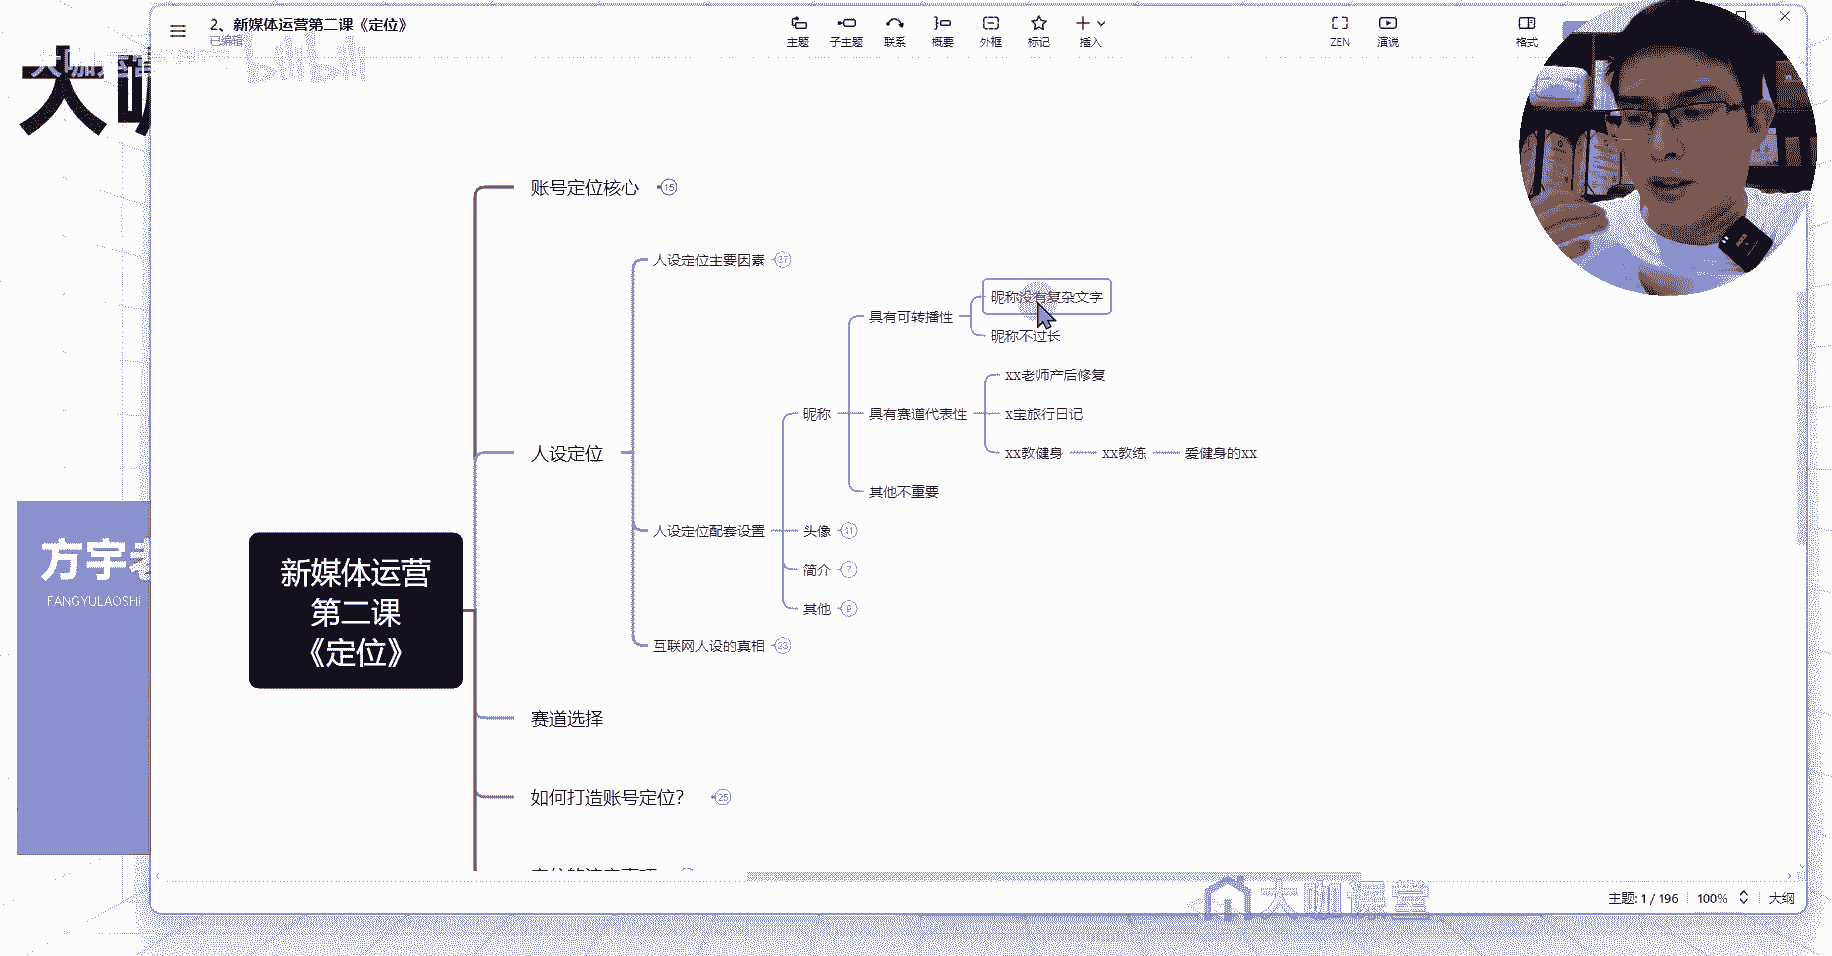 2、新媒体运营第二课《定位》
已编辑
主题
子主题
联系
概要
外框
标记
插入
ZEN
演说
格式
大咖
bilibili
账号定位核心
15
人设定位主要因素
37
昵称没有复杂文字
具有可转播性
昵称不过长
xx老师产后修复
昵称
具有赛道代表性
x宝旅行日记
人设定位
xx教健身
xx教练
爱健身的xx
其他不重要
人设定位配套设置
头像
简介
7
其他
9
方宇老
FANGYULAOSHI
新媒体运营
第二课
《定位》
互联网人设的真相
23
赛道选择
如何打造账号定位？
25
大咖课堂
主题: 1 / 196
100%
大纲